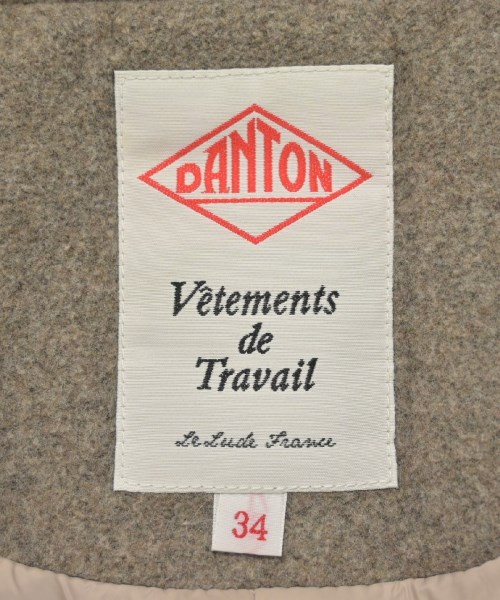 DANTON
Vêtements
de
Travail
Le Lude France
34